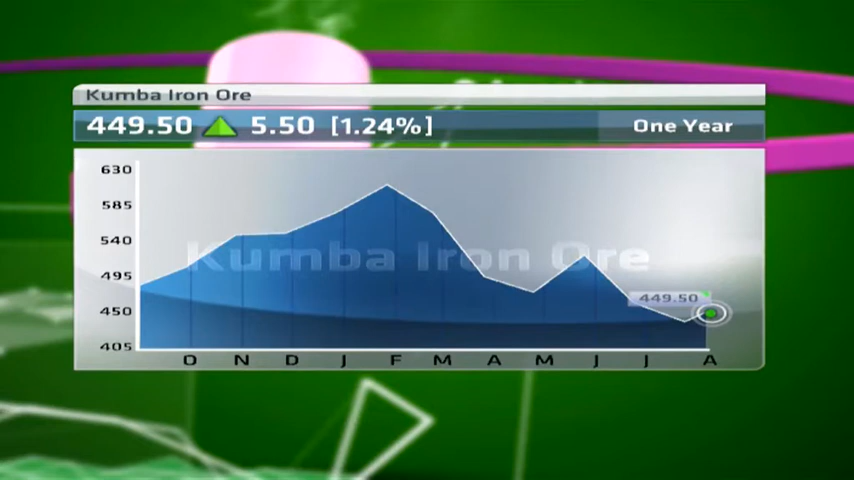 Kumba Iron Ore
449.50 5.50 [1.24%] One Year
630
585
540
495
450
405
Kumba Iron Ore
449.50
O N D J F M A M J J A